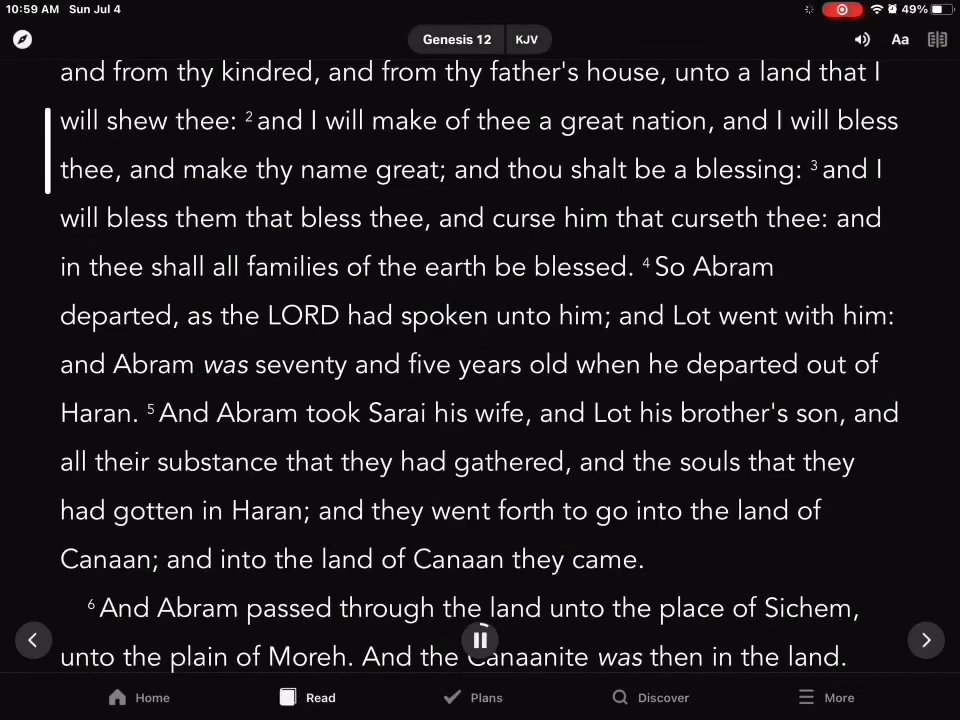 10:59 AM Sun Jul 4
49%
Genesis 12 KJV
Aa
and from thy kindred, and from thy father's house, unto a land that I
will shew thee: 2 and I will make of thee a great nation, and I will bless
thee, and make thy name great; and thou shalt be a blessing: 3 and I
will bless them that bless thee, and curse him that curseth thee: and
in thee shall all families of the earth be blessed. 4 So Abram
departed, as the LORD had spoken unto him; and Lot went with him:
and Abram was seventy and five years old when he departed out of
Haran. 5 And Abram took Sarai his wife, and Lot his brother's son, and
all their substance that they had gathered, and the souls that they
had gotten in Haran; and they went forth to go into the land of
Canaan; and into the land of Canaan they came.
6 And Abram passed through the land unto the place of Sichem,
unto the plain of Moreh. And the Canaanite was then in the land.
Home Read Plans Discover More